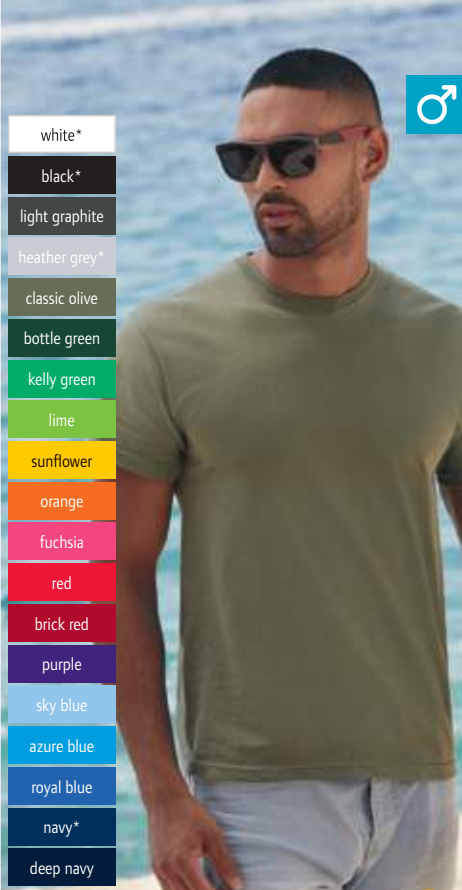 white*
black*
light graphite
heather grey*
classic olive
bottle green
kelly green
lime
sunflower
orange
fuchsia
red
brick red
purple
sky blue
azure blue
royal blue
navy*
deep navy